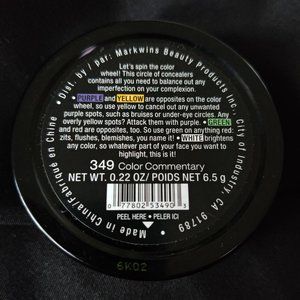 • Dist. by / par: Markwins Beauty Products Inc. •
City of Industry, CA 91789 •
Made in China/Fabriqué en Chine
Let's spin the color
wheel! This circle of concealers
contains all you need to balance out any
imperfection on your complexion.
• PURPLE and YELLOW are opposites on the color
wheel, so use yellow to cancel out any unwanted
purple spots, such as bruises or under-eye circles. Any
overly yellow spots? Attack them with purple. • GREEN
and red are opposites, too. So use green on anything red:
zits, flushes, blemishes, you name it! • WHITE brightens
any color, so whatever part of your face you want to
highlight, this is it!
349 Color Commentary
NET WT. 0.22 OZ/ POIDS NET 6.5 g
0 77802 53490 3
PEEL HERE • PELER ICI
6K02